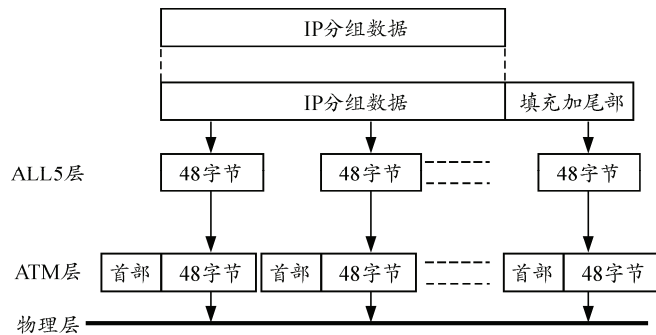 IP分组数据
IP分组数据 填充加尾部
ALL5层 48字节 48字节 48字节
ATM层 首部 48字节 首部 48字节 首部 48字节
物理层